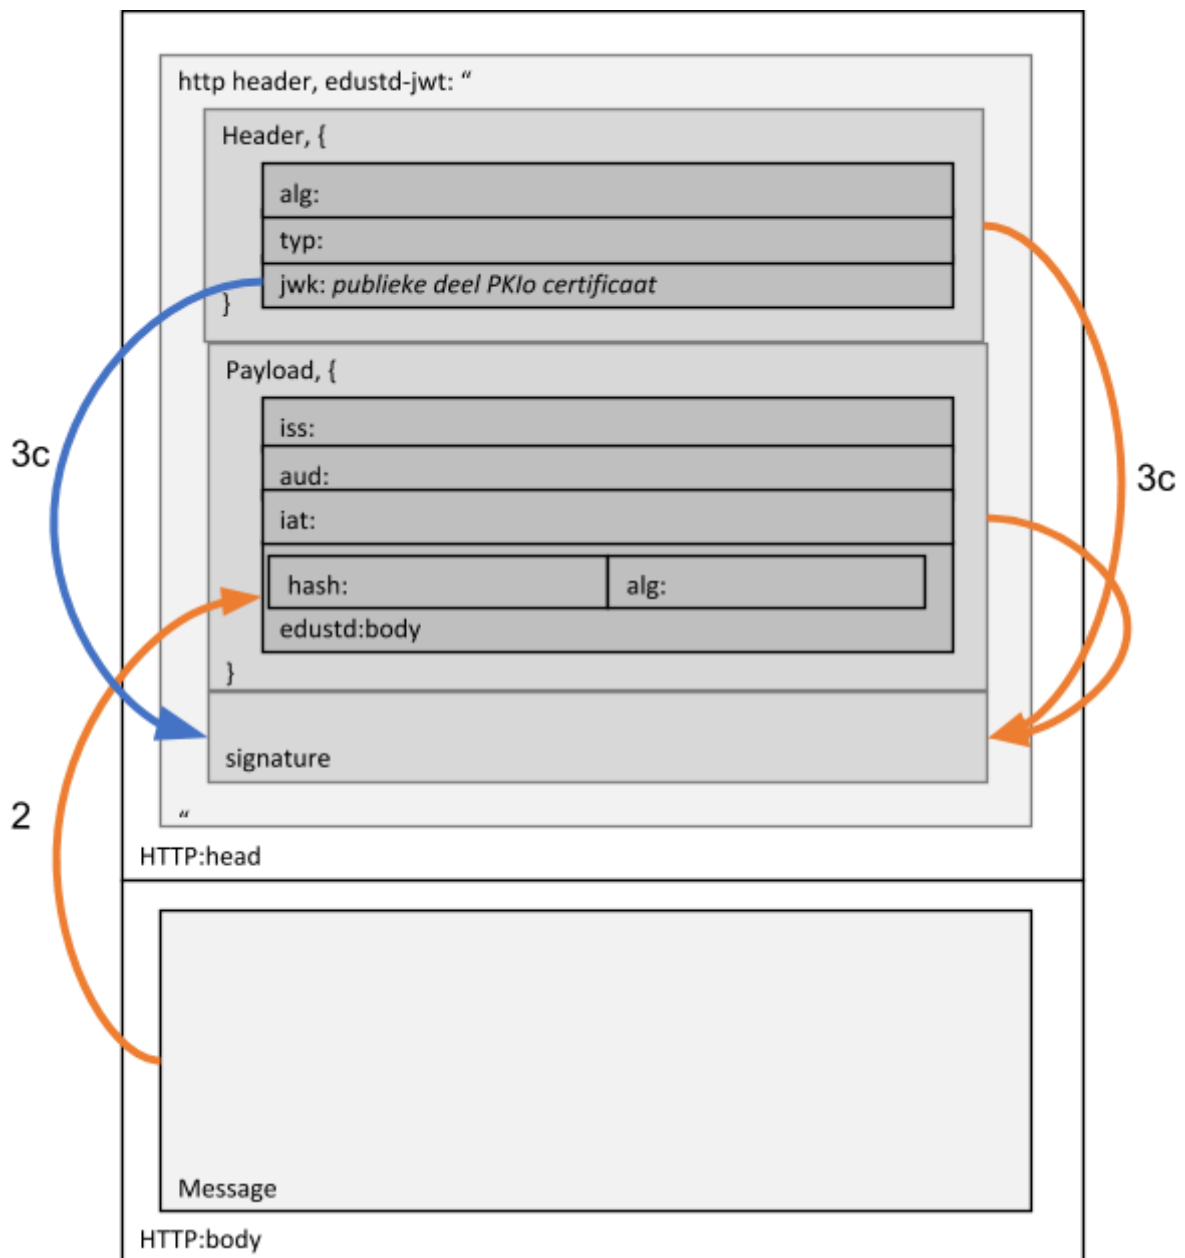 http header, edustd-jwt: “
Header, {
alg:
typ:
jwk: publieke deel PKIo certificaat
}
Payload, {
iss:
3c
aud:
3c
iat:
hash: alg:
edustd:body
}
signature
2
“
HTTP:head
Message
HTTP:body